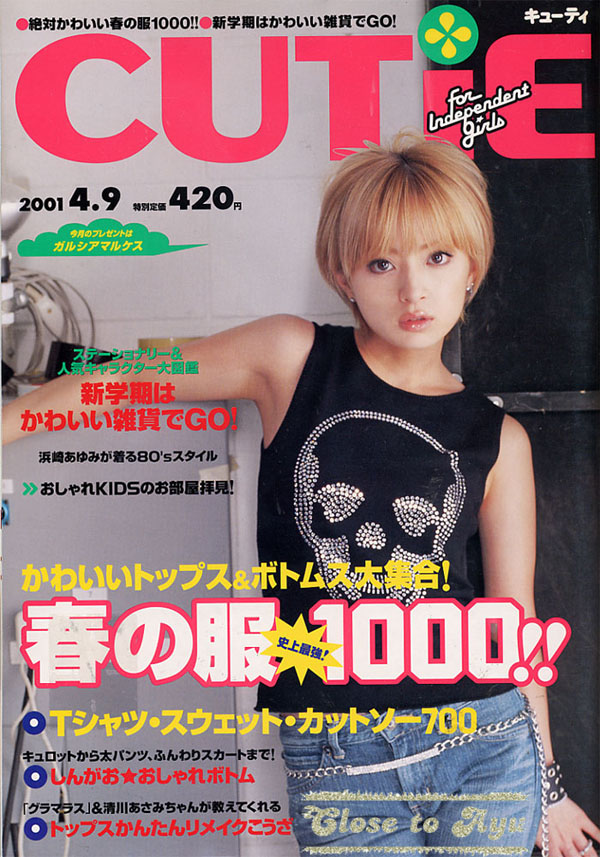 ●絶対かわいい春の服1000!!●新学期はかわいい雑貨でGO!
キューティ
CUTiE
for
independent
girls
2001 4.9 特別定価 420円
今月のプレゼントは
ガルシアマルケス
ステーショナリー&
人気キャラクター大図鑑
新学期は
かわいい雑貨でGO!
浜崎あゆみが着る80'sスタイル
>>おしゃれKIDSのお部屋拝見!
かわいいトップス&ボトムス大集合!
春の服 史上最強! 1000!!
Tシャツ・スウェット・カットソー700
キュロットから太パンツ、ふんわりスカートまで!
しんがお★おしゃれボトム
「グラマラス」&清川あさみちゃんが教えてくれる
トップスかんたんリメイクこうざ
Close to Ayu